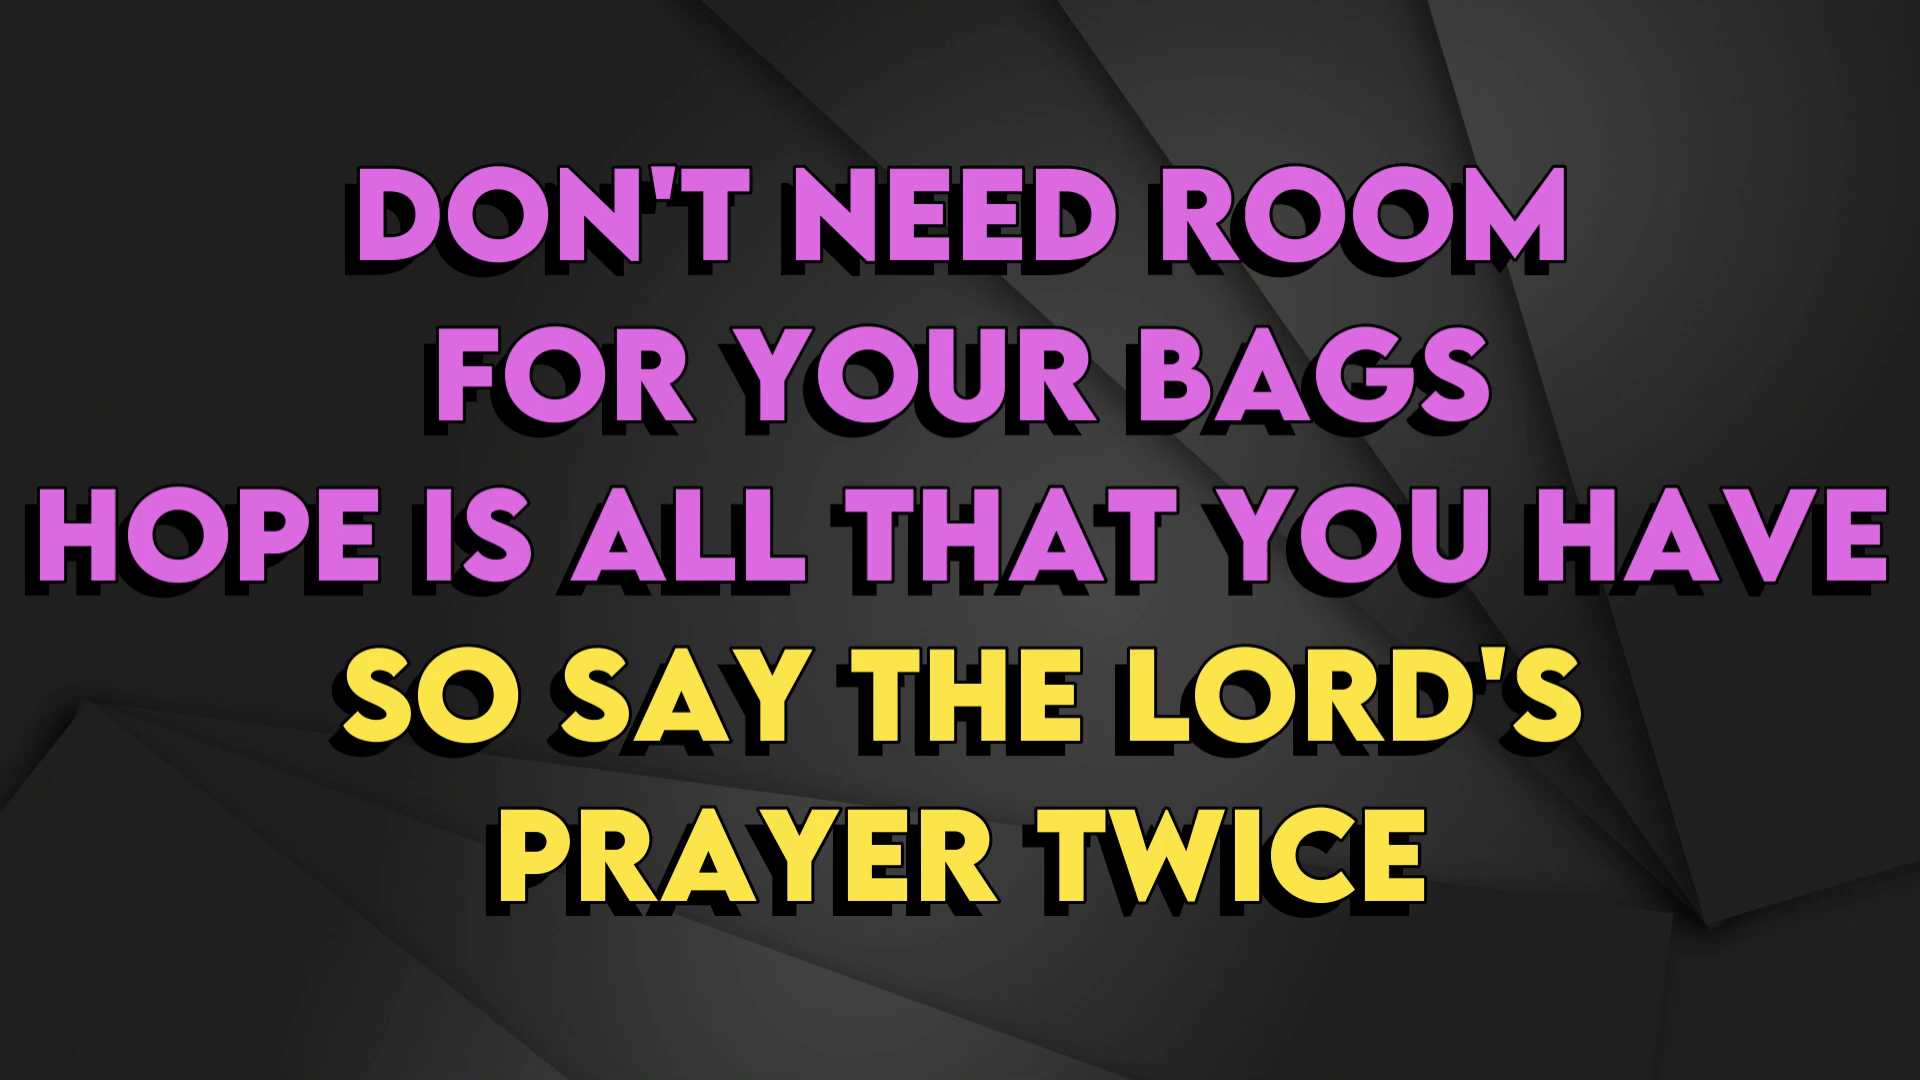 DON'T NEED ROOM
FOR YOUR BAGS
HOPE IS ALL THAT YOU HAVE
SO SAY THE LORD'S
PRAYER TWICE